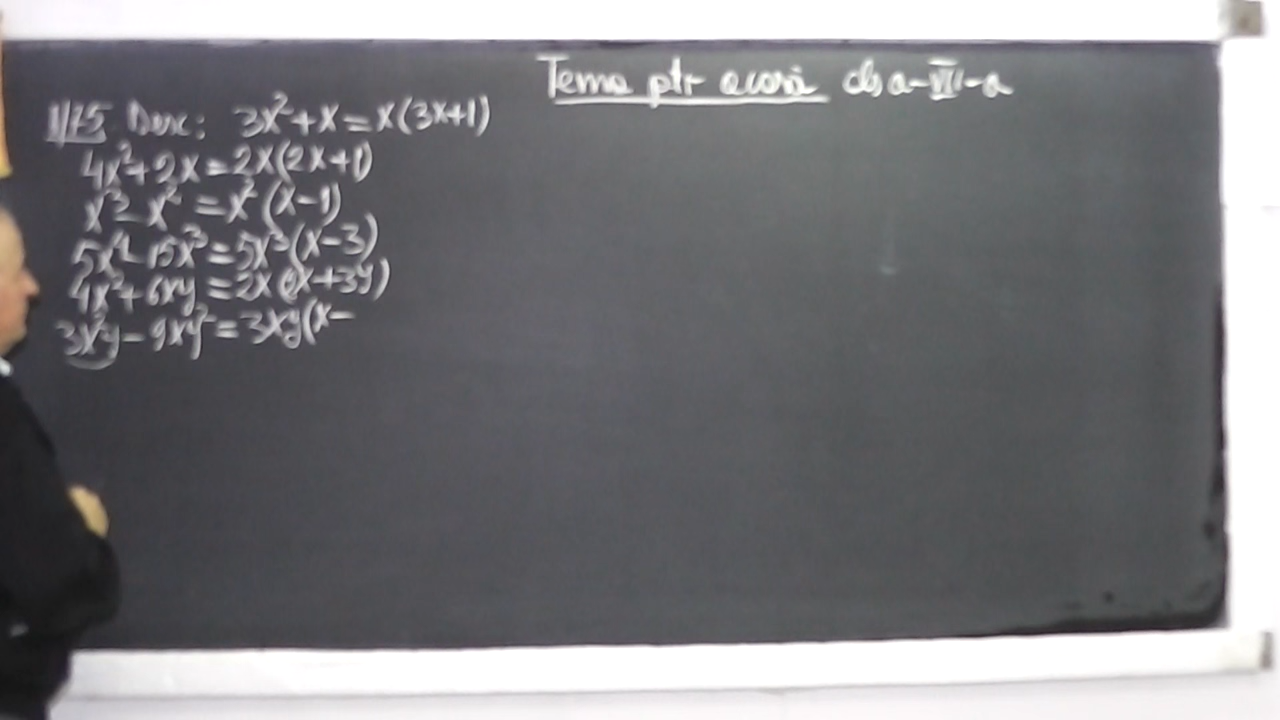 Tema ptr acasă cls a-VII-a
1/75 Desc: 3x²+x=x(3x+1)
4x²+2x=2x(2x+1)
x³-x²=x²(x-1)
5x⁴-15x³=5x³(x-3)
4x²+6xy=2x(2x+3y)
3x²y-9xy²=3xy(x-